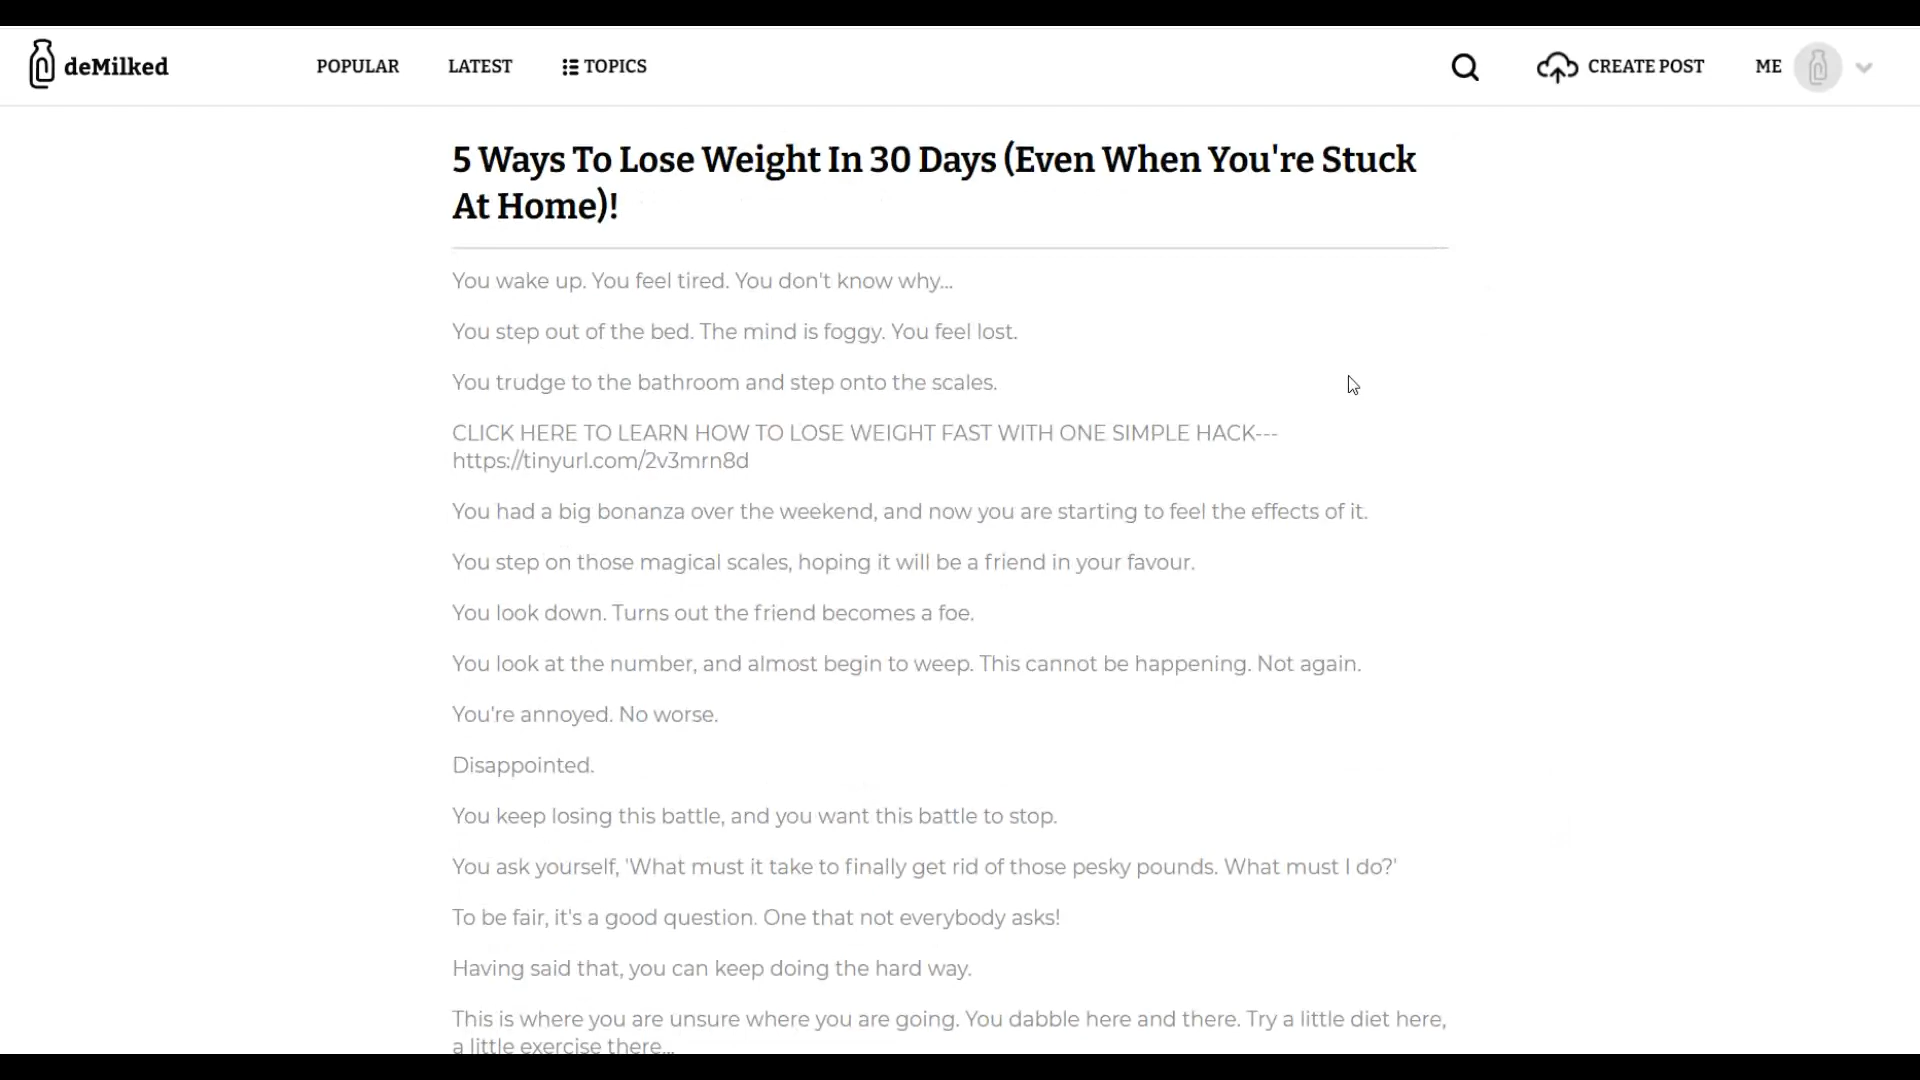 deMilked
POPULAR
LATEST
TOPICS
CREATE POST
ME
5 Ways To Lose Weight In 30 Days (Even When You're Stuck
At Home)!
You wake up. You feel tired. You don't know why...
You step out of the bed. The mind is foggy. You feel lost.
You trudge to the bathroom and step onto the scales.
CLICK HERE TO LEARN HOW TO LOSE WEIGHT FAST WITH ONE SIMPLE HACK---
https://tinyurl.com/2v3mrn8d
You had a big bonanza over the weekend, and now you are starting to feel the effects of it.
You step on those magical scales, hoping it will be a friend in your favour.
You look down. Turns out the friend becomes a foe.
You look at the number, and almost begin to weep. This cannot be happening. Not again.
You're annoyed. No worse.
Disappointed.
You keep losing this battle, and you want this battle to stop.
You ask yourself, 'What must it take to finally get rid of those pesky pounds. What must I do?'
To be fair, it's a good question. One that not everybody asks!
Having said that, you can keep doing the hard way.
This is where you are unsure where you are going. You dabble here and there. Try a little diet here,
a little exercise there...